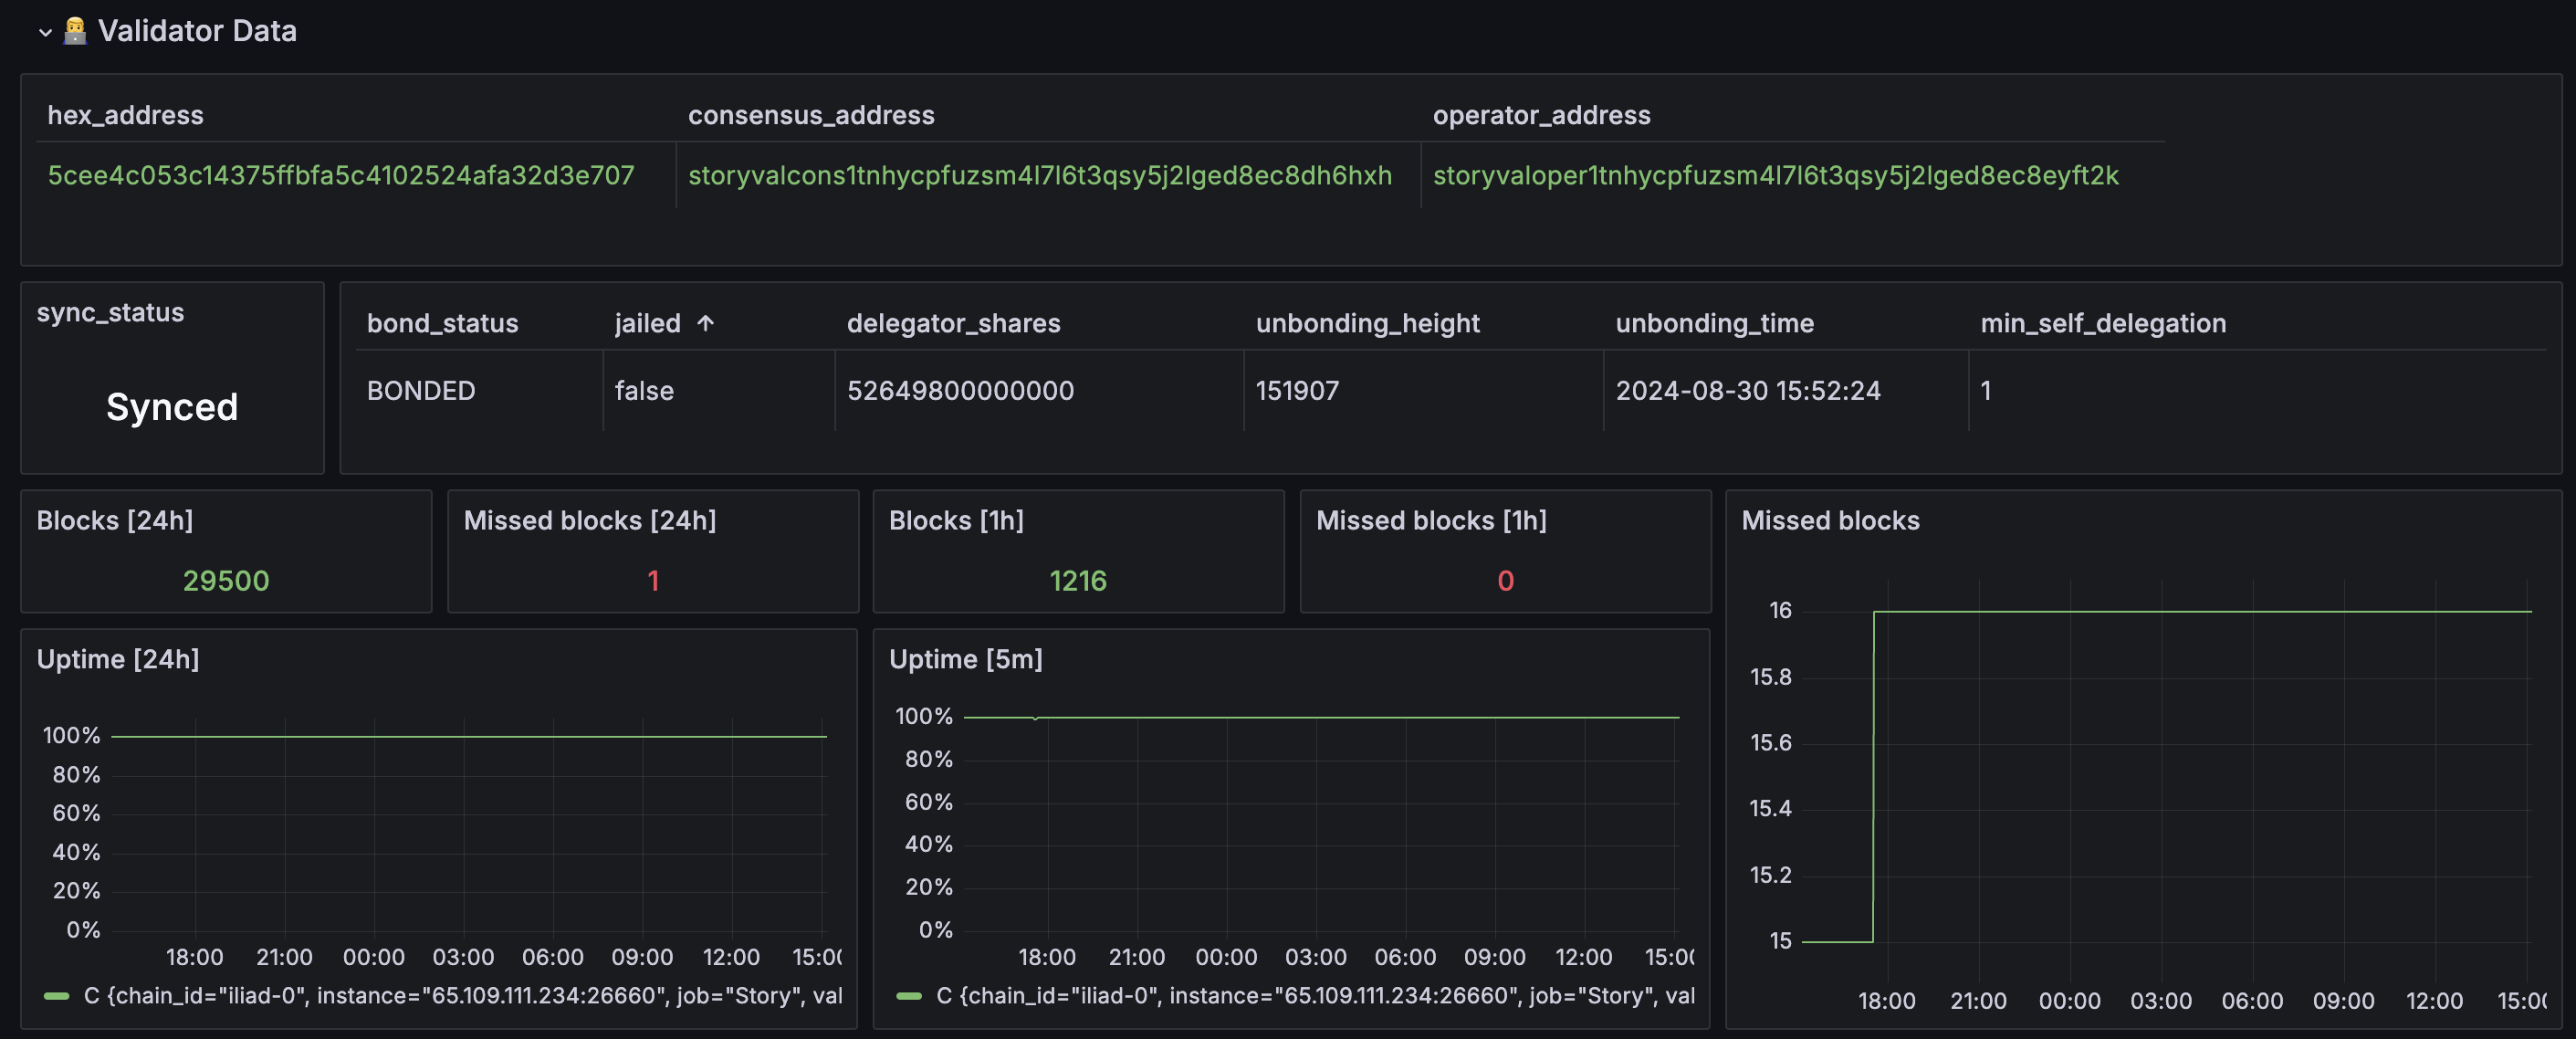 Validator Data
hex_address consensus_address operator_address
5cee4c053c14375ffbfa5c4102524afa32d3e707 storyvalcons1tnhycpfuzsm4l7l6t3qsy5j2lged8ec8dh6hxh storyvaloper1tnhycpfuzsm4l7l6t3qsy5j2lged8ec8eyft2k
sync_status
Synced
bond_status jailed delegator_shares unbonding_height unbonding_time min_self_delegation
BONDED false 52649800000000 151907 2024-08-30 15:52:24 1
Blocks [24h]
29500
Missed blocks [24h]
1
Blocks [1h]
1216
Missed blocks [1h]
0
Missed blocks
16
15.8
15.6
15.4
15.2
15
18:00 21:00 00:00 03:00 06:00 09:00 12:00 15:00
Uptime [24h]
100%
80%
60%
40%
20%
0%
18:00 21:00 00:00 03:00 06:00 09:00 12:00 15:00
C {chain_id="iliad-0", instance="65.109.111.234:26660", job="Story", val
Uptime [5m]
100%
80%
60%
40%
20%
0%
18:00 21:00 00:00 03:00 06:00 09:00 12:00 15:00
C {chain_id="iliad-0", instance="65.109.111.234:26660", job="Story", val